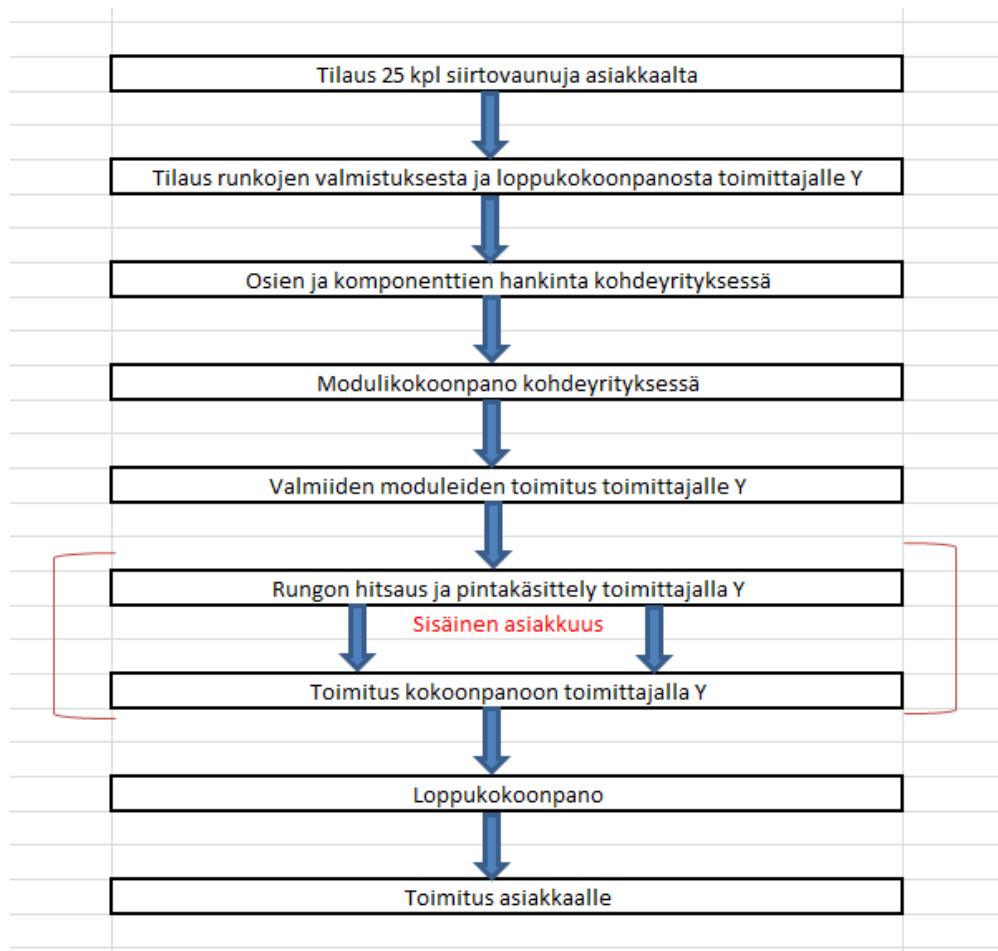 Tilaus 25 kpl siirtovaunuja asiakkaalta
Tilaus runkojen valmistuksesta ja loppukokoonpanosta toimittajalle Y
Osien ja komponenttien hankinta kohdeyrityksessä
Modulikokoonpano kohdeyrityksessä
Valmiiden moduleiden toimitus toimittajalle Y
Rungon hitsaus ja pintakäsittely toimittajalla Y
Sisäinen asiakkuus
Toimitus kokoonpanoon toimittajalla Y
Loppukokoonpano
Toimitus asiakkaalle